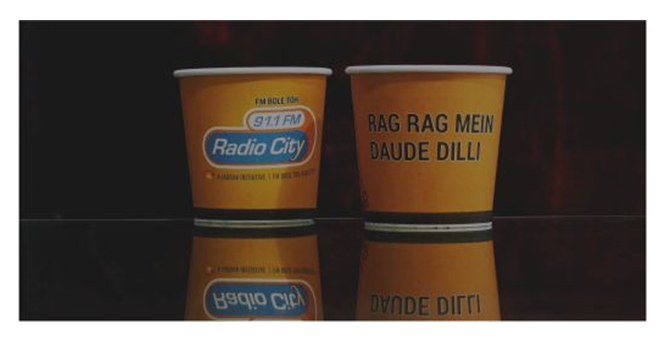 FM BOLE TOH
91.1 FM
Radio City
RAG RAG MEIN
DAUDE DILLI